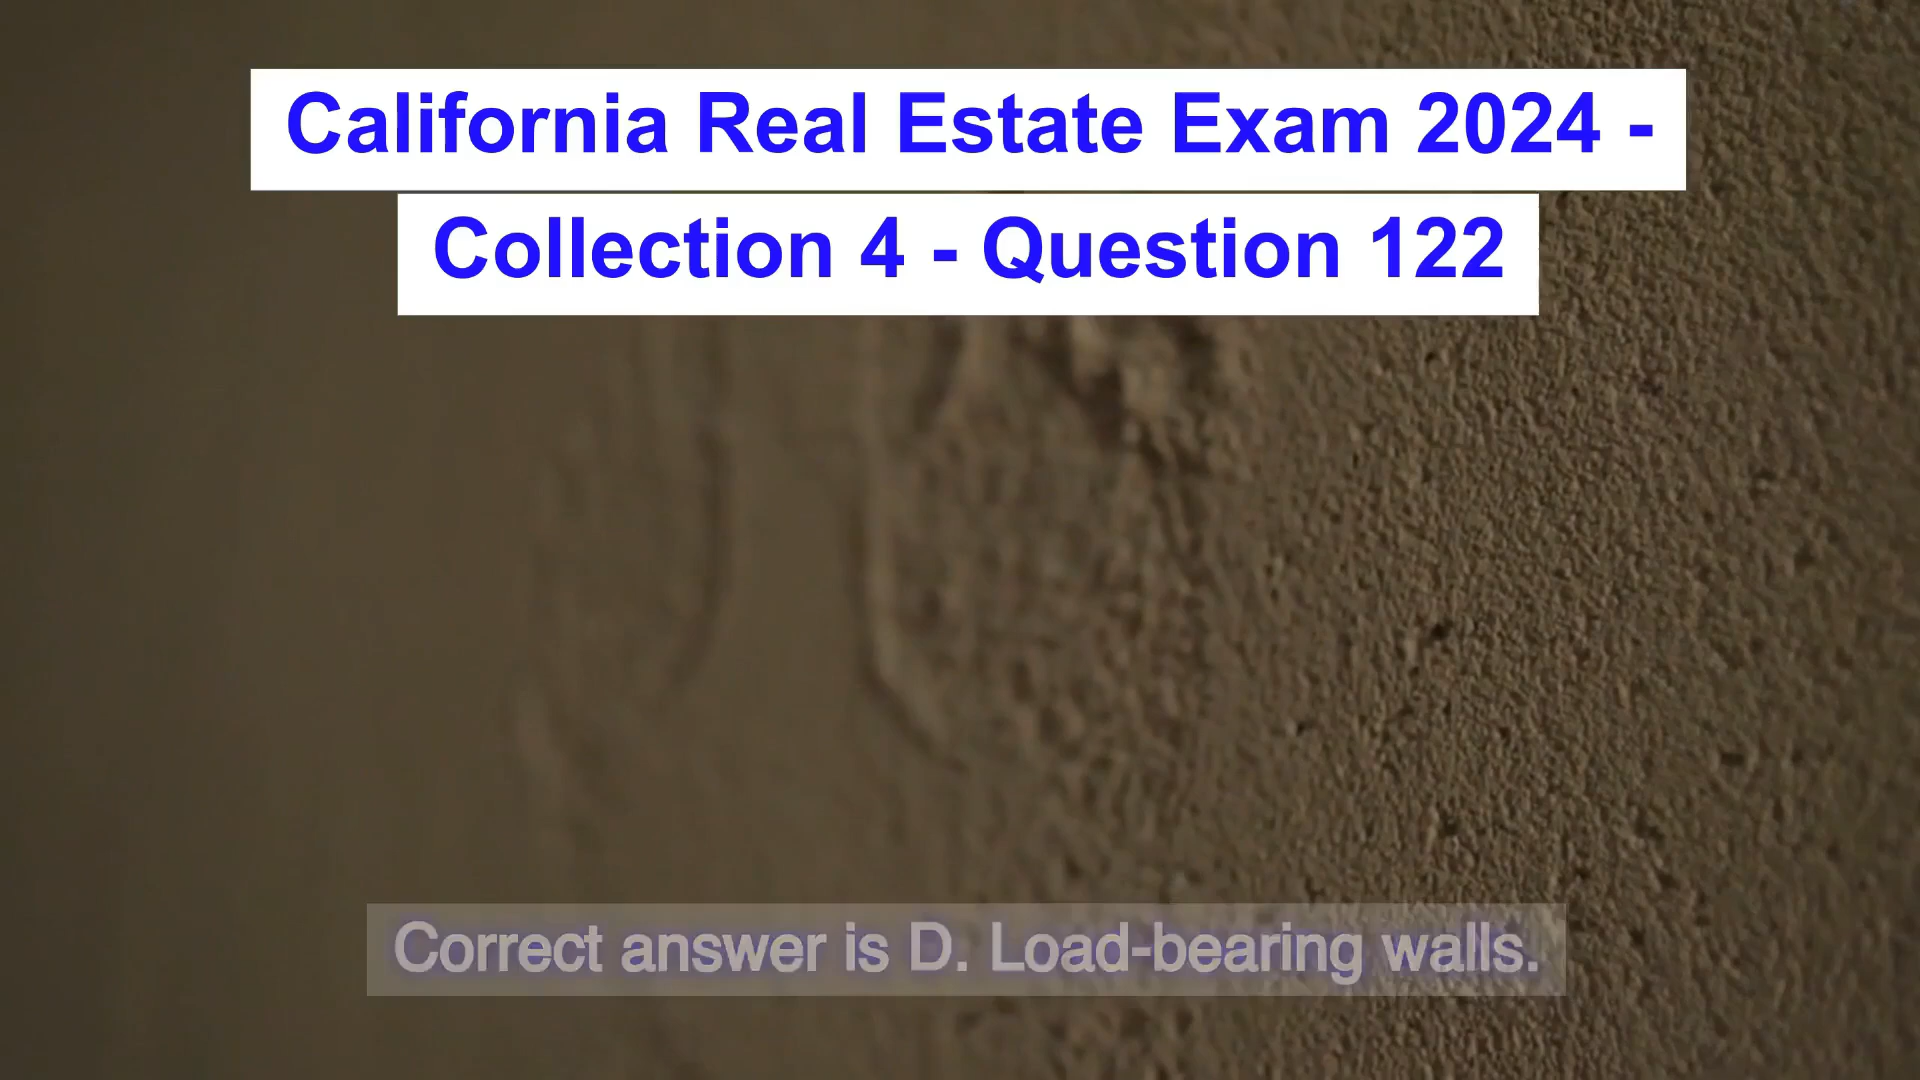 California Real Estate Exam 2024 -
Collection 4 - Question 122
Correct answer is D. Load-bearing walls.